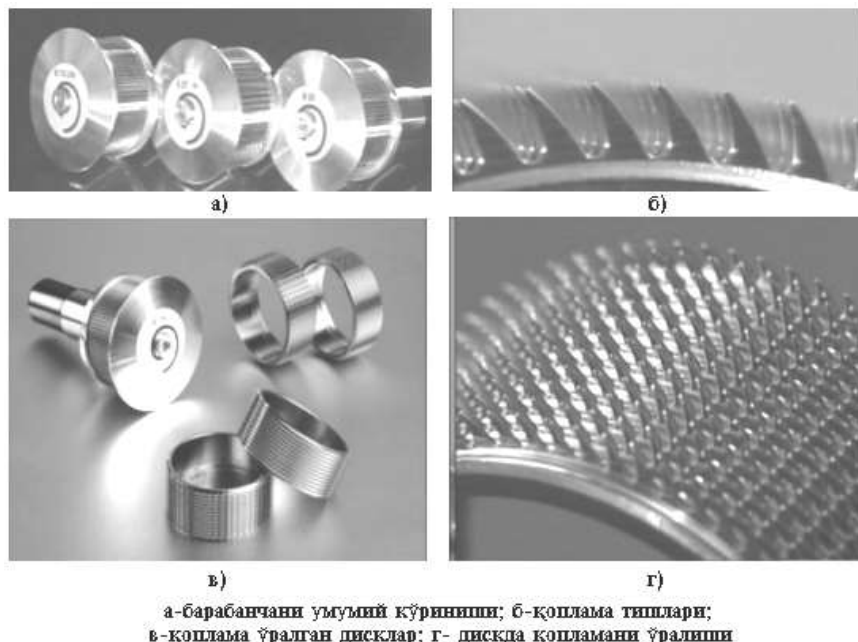 а)
б)
в)
г)
а-барабанчани умумий кўриниши; б-қоплама тишлари;
в-қоплама ўралган дисклар; г- дискда қопламани ўралиши